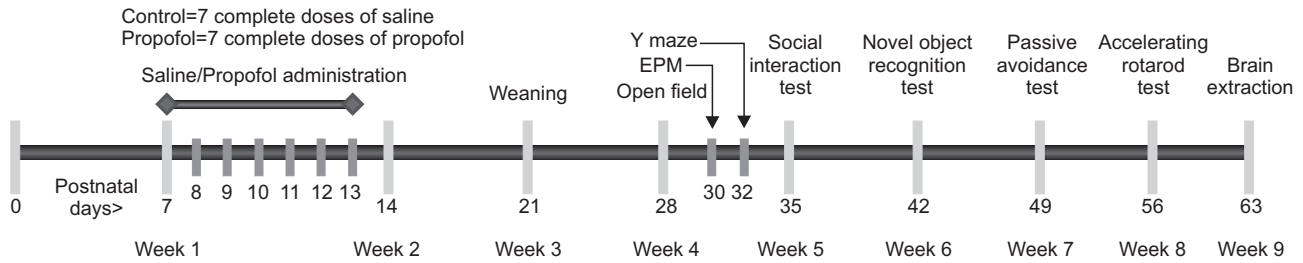 Control=7 complete doses of saline
Propofol=7 complete doses of propofol
Saline/Propofol administration
Weaning
Y maze
EPM
Open field
Social
interaction
test
Novel object
recognition
test
Passive
avoidance
test
Accelerating
rotarod
test
Brain
extraction
Postnatal
days>
0
7
8
9
10
11
12
13
14
21
28
30
32
35
42
49
56
63
Week 1
Week 2
Week 3
Week 4
Week 5
Week 6
Week 7
Week 8
Week 9